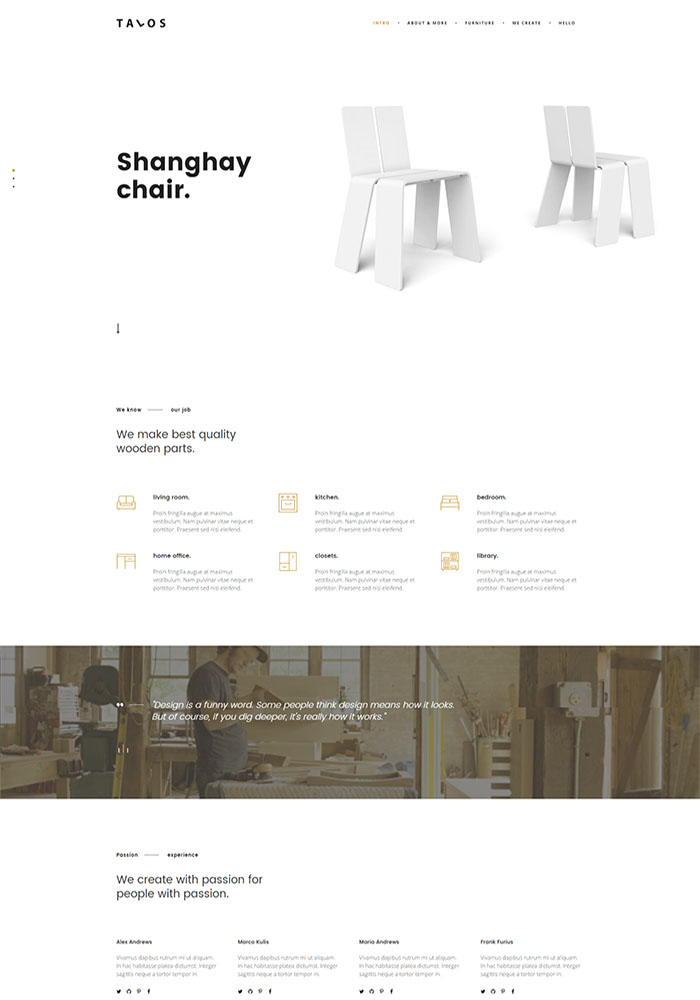 TALOS
INTRO • ABOUT & MORE • FURNITURE • WE CREATE • HELLO
Shanghay
chair.
We know our job
We make best quality
wooden parts.
living room.
Proin fringilla augue at maximus
vestibulum. Nam pulvinar vitae neque et
porttitor. Praesent sed nisi eleifend.
kitchen.
Proin fringilla augue at maximus
vestibulum. Nam pulvinar vitae neque et
porttitor. Praesent sed nisi eleifend.
bedroom.
Proin fringilla augue at maximus
vestibulum. Nam pulvinar vitae neque et
porttitor. Praesent sed nisi eleifend.
home office.
Proin fringilla augue at maximus
vestibulum. Nam pulvinar vitae neque et
porttitor. Praesent sed nisi eleifend.
closets.
Proin fringilla augue at maximus
vestibulum. Nam pulvinar vitae neque et
porttitor. Praesent sed nisi eleifend.
library.
Proin fringilla augue at maximus
vestibulum. Nam pulvinar vitae neque et
porttitor. Praesent sed nisi eleifend.
"Design is a funny word. Some people think design means how it looks.
But of course, if you dig deeper, it's really how it works."
Passion experience
We create with passion for
people with passion.
Alex Andrews
Vivamus dapibus rutrum mi ut aliquam.
In hac habitasse platea dictumst. Integer
sagittis neque a tortor tempor in.
Marco Kulis
Vivamus dapibus rutrum mi ut aliquam.
In hac habitasse platea dictumst. Integer
sagittis neque a tortor tempor in.
Maria Andrews
Vivamus dapibus rutrum mi ut aliquam.
In hac habitasse platea dictumst. Integer
sagittis neque a tortor tempor in.
Frank Furius
Vivamus dapibus rutrum mi ut aliquam.
In hac habitasse platea dictumst. Integer
sagittis neque a tortor tempor in.